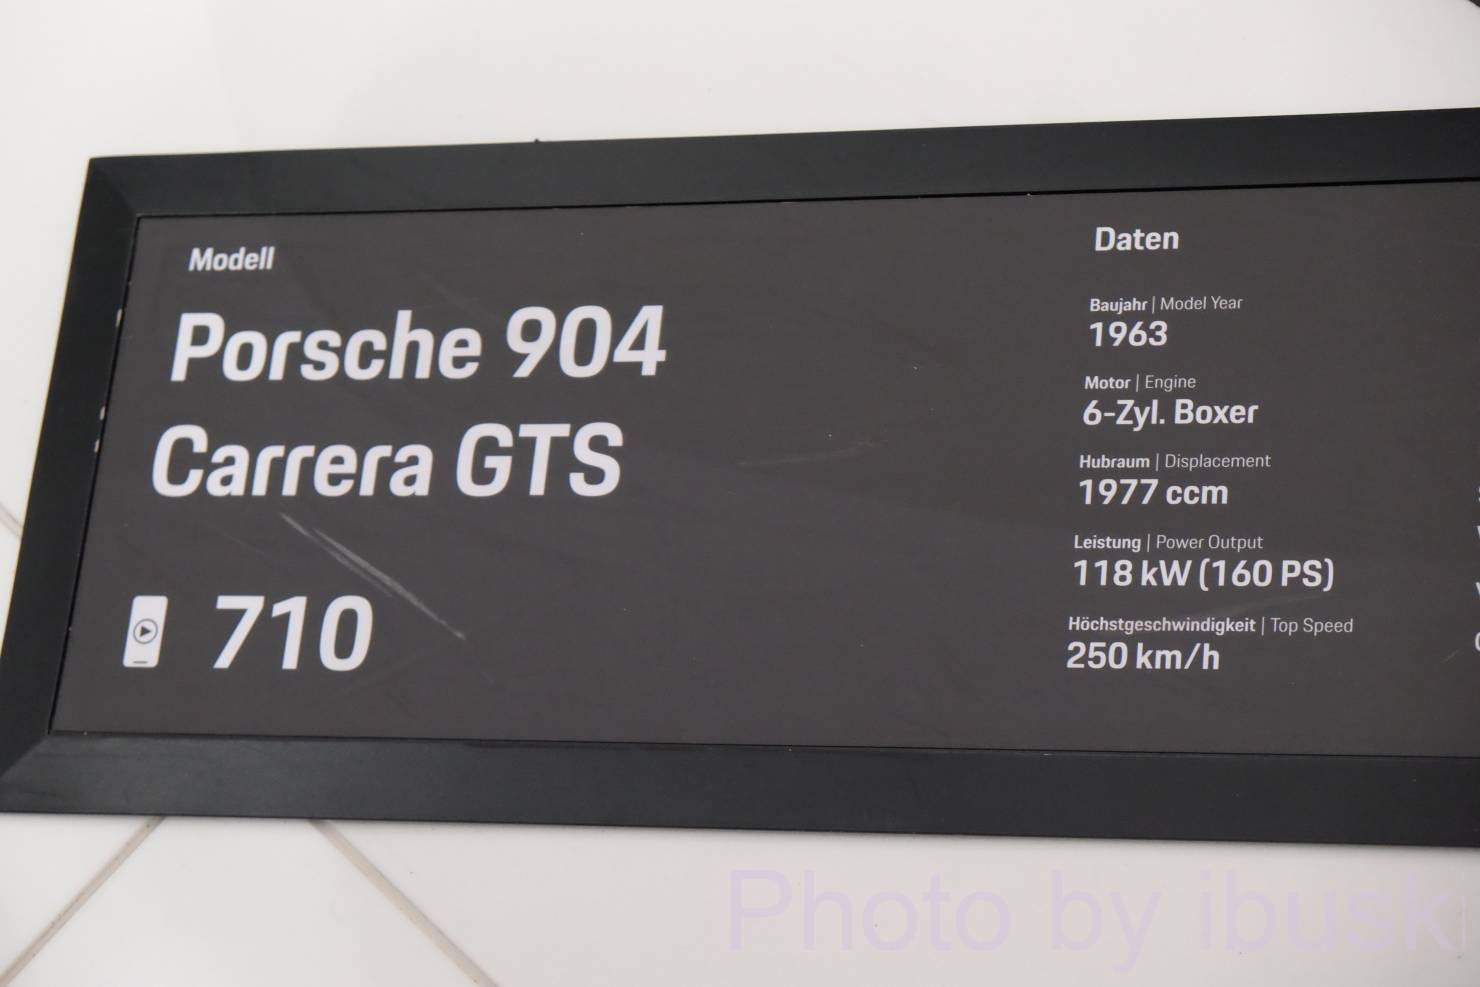 Modell
Porsche 904
Carrera GTS
710
Daten
Baujahr | Model Year
1963
Motor | Engine
6-Zyl. Boxer
Hubraum | Displacement
1977 ccm
Leistung | Power Output
118 kW (160 PS)
Höchstgeschwindigkeit | Top Speed
250 km/h
Photo by ibuski